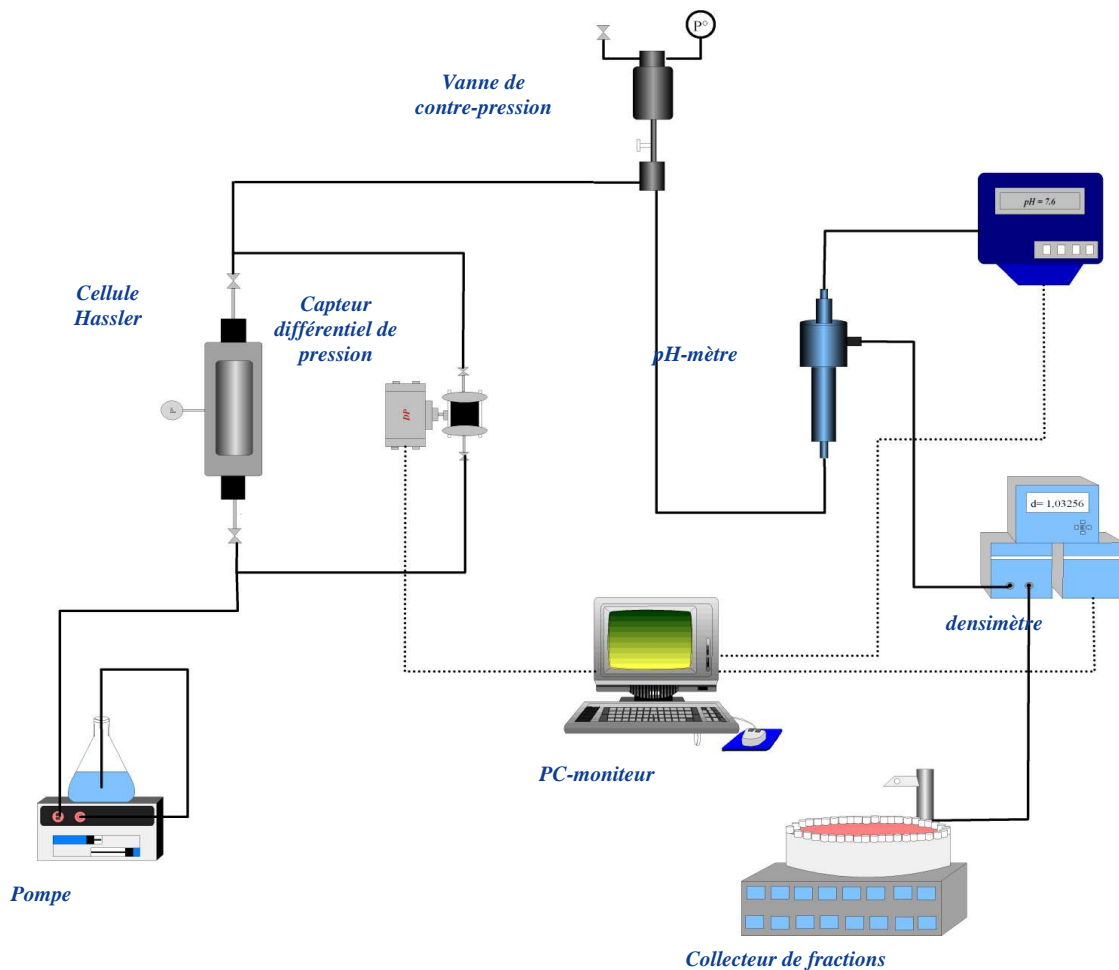 P°
Vanne de
contre-pression
pH = 7.6
Cellule
Hassler
Capteur
différentiel de
pression
pH-mètre
DP
d= 1,03256
densimètre
PC-moniteur
Pompe
Collecteur de fractions